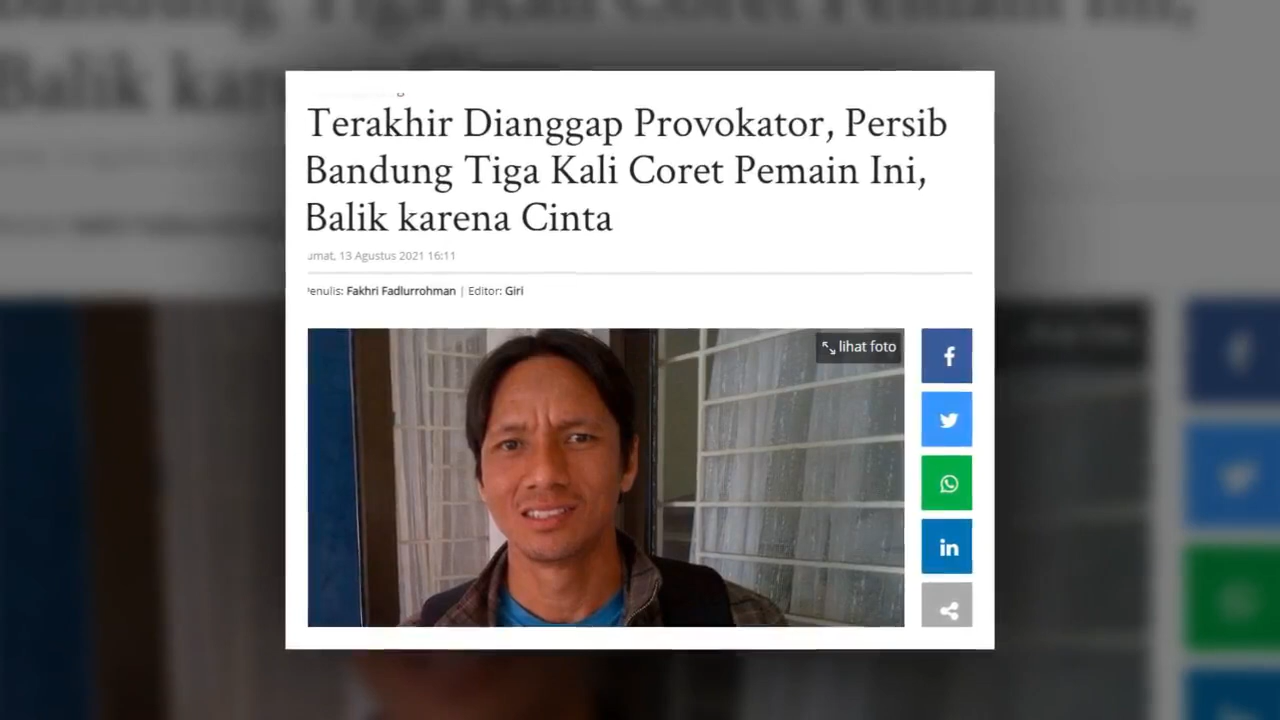 Terakhir Dianggap Provokator, Persib
Bandung Tiga Kali Coret Pemain Ini,
Balik karena Cinta
umat, 13 Agustus 2021 16:11
enulis: Fakhri Fadlurrohman | Editor: Giri
lihat foto